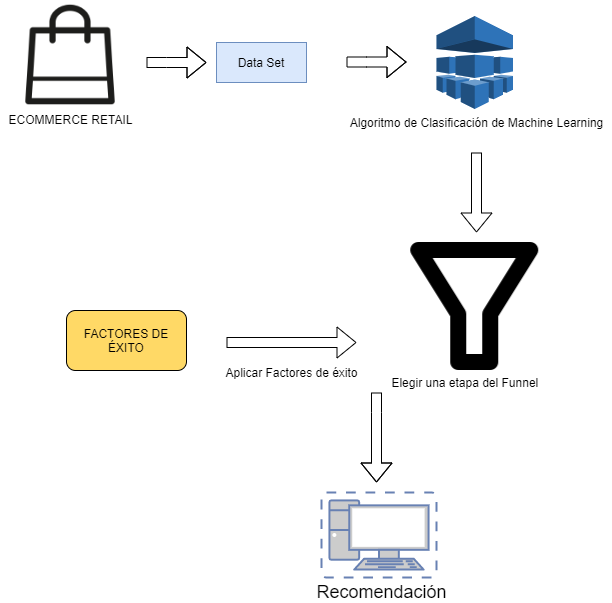 Data Set
ECOMMERCE RETAIL
Algoritmo de Clasificación de Machine Learning
FACTORES DE
ÉXITO
Aplicar Factores de éxito
Elegir una etapa del Funnel
Recomendación